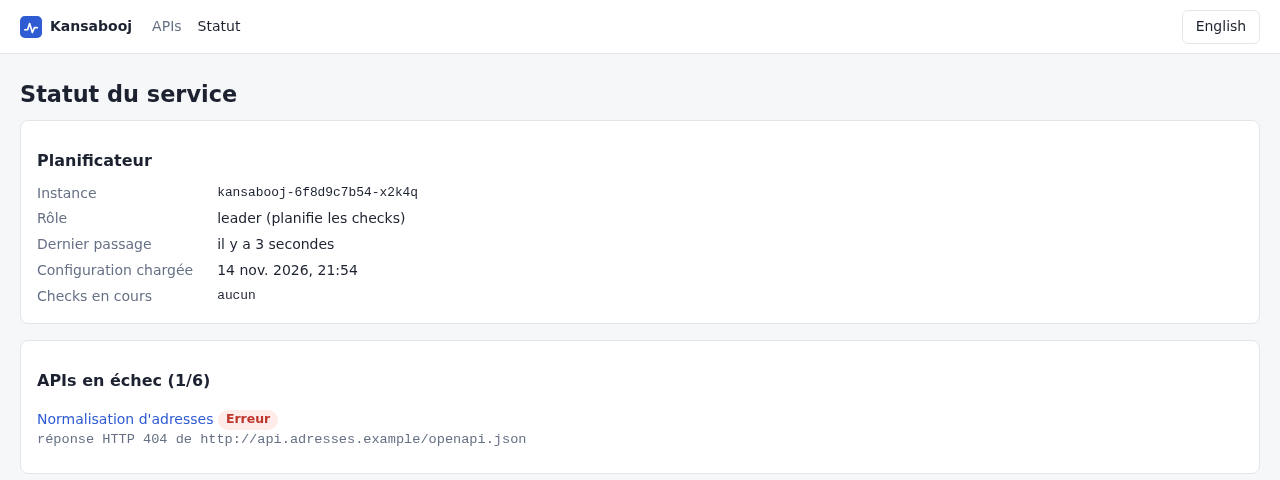 Kansabooj APIs Statut English
Statut du service
Planificateur
Instance kansabooj-6f8d9c7b54-x2k4q
Rôle leader (planifie les checks)
Dernier passage il y a 3 secondes
Configuration chargée 14 nov. 2026, 21:54
Checks en cours aucun
APIs en échec (1/6)
Normalisation d'adresses Erreur
réponse HTTP 404 de http://api.adresses.example/openapi.json